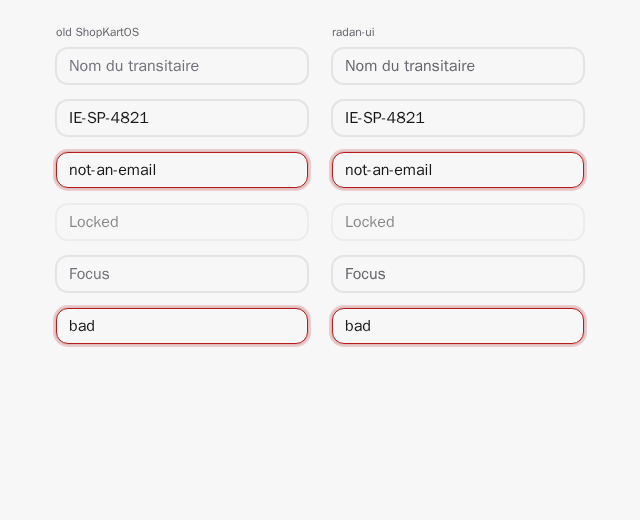 old ShopKartOS
radan-ui
Nom du transitaire
Nom du transitaire
IE-SP-4821
IE-SP-4821
not-an-email
not-an-email
Locked
Locked
Focus
Focus
bad
bad